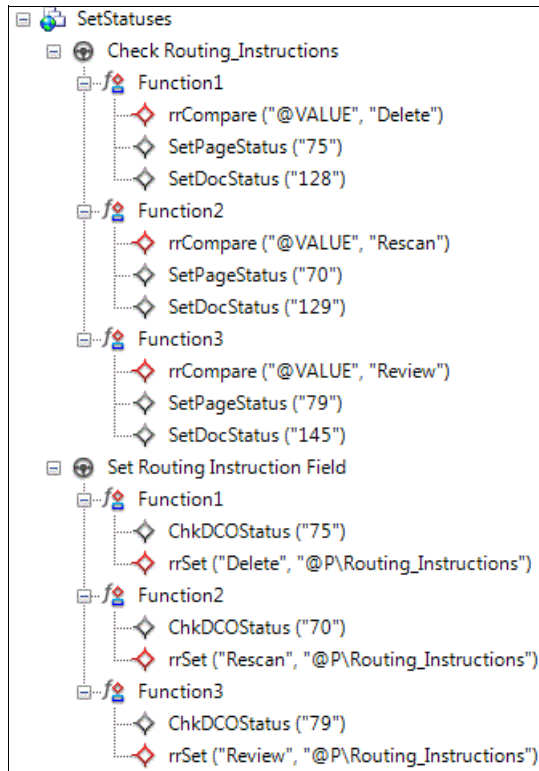 SetStatuses
Check Routing_Instructions
Function1
rrCompare ("@VALUE", "Delete")
SetPageStatus ("75")
SetDocStatus ("128")
Function2
rrCompare ("@VALUE", "Rescan")
SetPageStatus ("70")
SetDocStatus ("129")
Function3
rrCompare ("@VALUE", "Review")
SetPageStatus ("79")
SetDocStatus ("145")
Set Routing Instruction Field
Function1
ChkDCOStatus ("75")
rrSet ("Delete", "@P\Routing_Instructions")
Function2
ChkDCOStatus ("70")
rrSet ("Rescan", "@P\Routing_Instructions")
Function3
ChkDCOStatus ("79")
rrSet ("Review", "@P\Routing_Instructions")